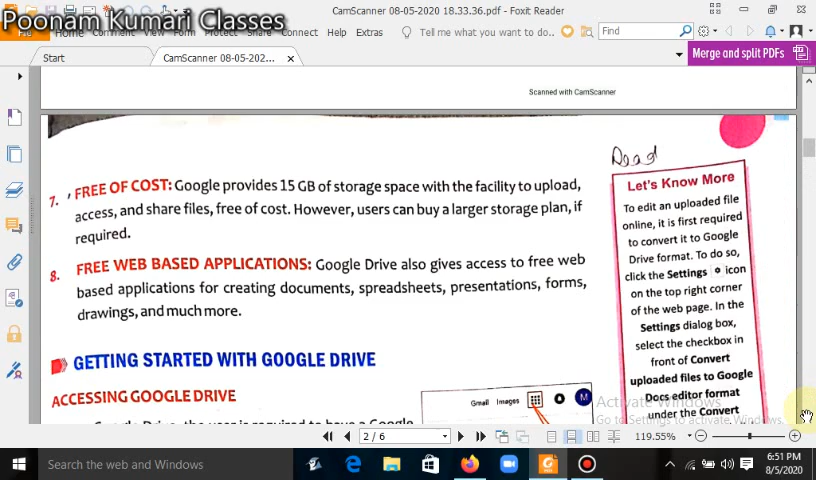 CamScanner 08-05-2020 18.33.36.pdf - Foxit Reader
Poonam Kumari Classes
File Home Comment View Form Protect Share Connect Help Extras Tell me what you want to do... Find
Start CamScanner 08-05-202... Merge and split PDFs
Scanned with CamScanner
Read
7. FREE OF COST: Google provides 15 GB of storage space with the facility to upload,
access, and share files, free of cost. However, users can buy a larger storage plan, if
required.
8. FREE WEB BASED APPLICATIONS: Google Drive also gives access to free web
based applications for creating documents, spreadsheets, presentations, forms,
drawings, and much more.
GETTING STARTED WITH GOOGLE DRIVE
ACCESSING GOOGLE DRIVE
Gmail Images M
Google Drive, the user is required to have a Google
Let's Know More
To edit an uploaded file
online, it is first required
to convert it to Google
Drive format. To do so,
click the Settings icon
on the top right corner
of the web page. In the
Settings dialog box,
select the checkbox in
front of Convert
uploaded files to Google
Docs editor format
under the Convert
Activate Windows
Go to Settings to activate Windows.
2 / 6 119.55%
Search the web and Windows
6:51 PM
8/5/2020